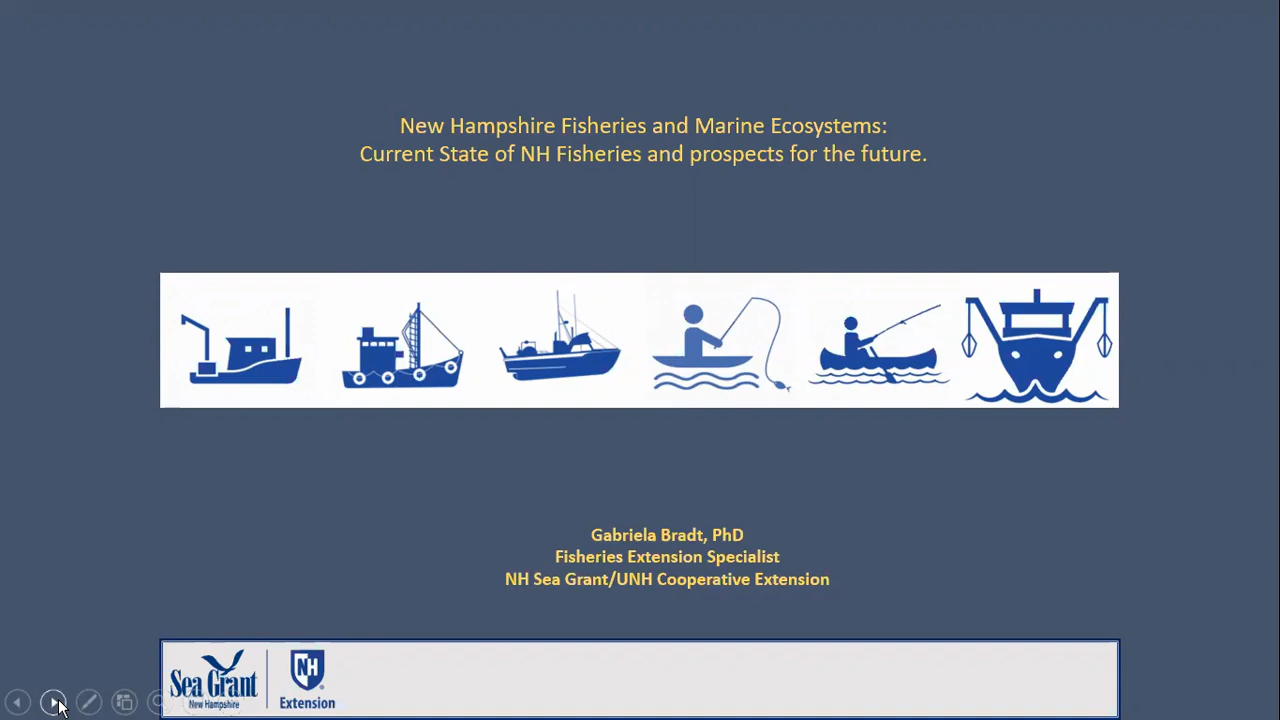 New Hampshire Fisheries and Marine Ecosystems:
Current State of NH Fisheries and prospects for the future.
Gabriela Bradt, PhD
Fisheries Extension Specialist
NH Sea Grant/UNH Cooperative Extension
Sea Grant
New Hampshire
NH
Extension